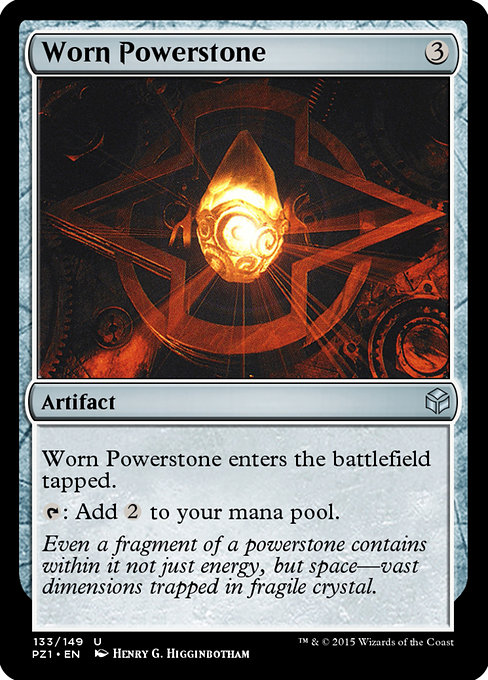 Worn Powerstone 3
Artifact
Worn Powerstone enters the battlefield
tapped.
: Add 2 to your mana pool.
Even a fragment of a powerstone contains
within it not just energy, but space—vast
dimensions trapped in fragile crystal.
133/149 U
PZ1 • EN Henry G. Higginbotham
™ & © 2015 Wizards of the Coast